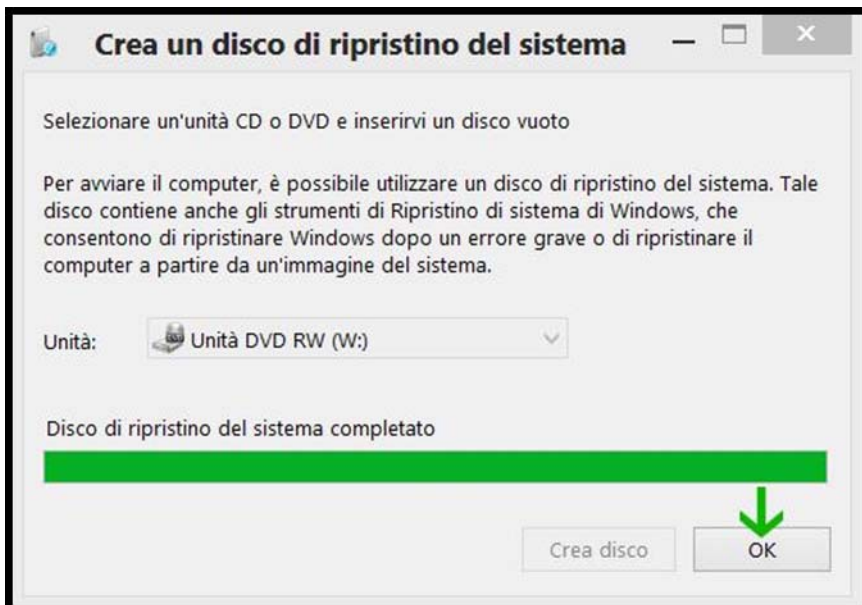 Crea un disco di ripristino del sistema
Selezionare un'unità CD o DVD e inserirvi un disco vuoto
Per avviare il computer, è possibile utilizzare un disco di ripristino del sistema. Tale
disco contiene anche gli strumenti di Ripristino di sistema di Windows, che
consentono di ripristinare Windows dopo un errore grave o di ripristinare il
computer a partire da un'immagine del sistema.
Unità: Unità DVD RW (W:)
Disco di ripristino del sistema completato
Crea disco OK